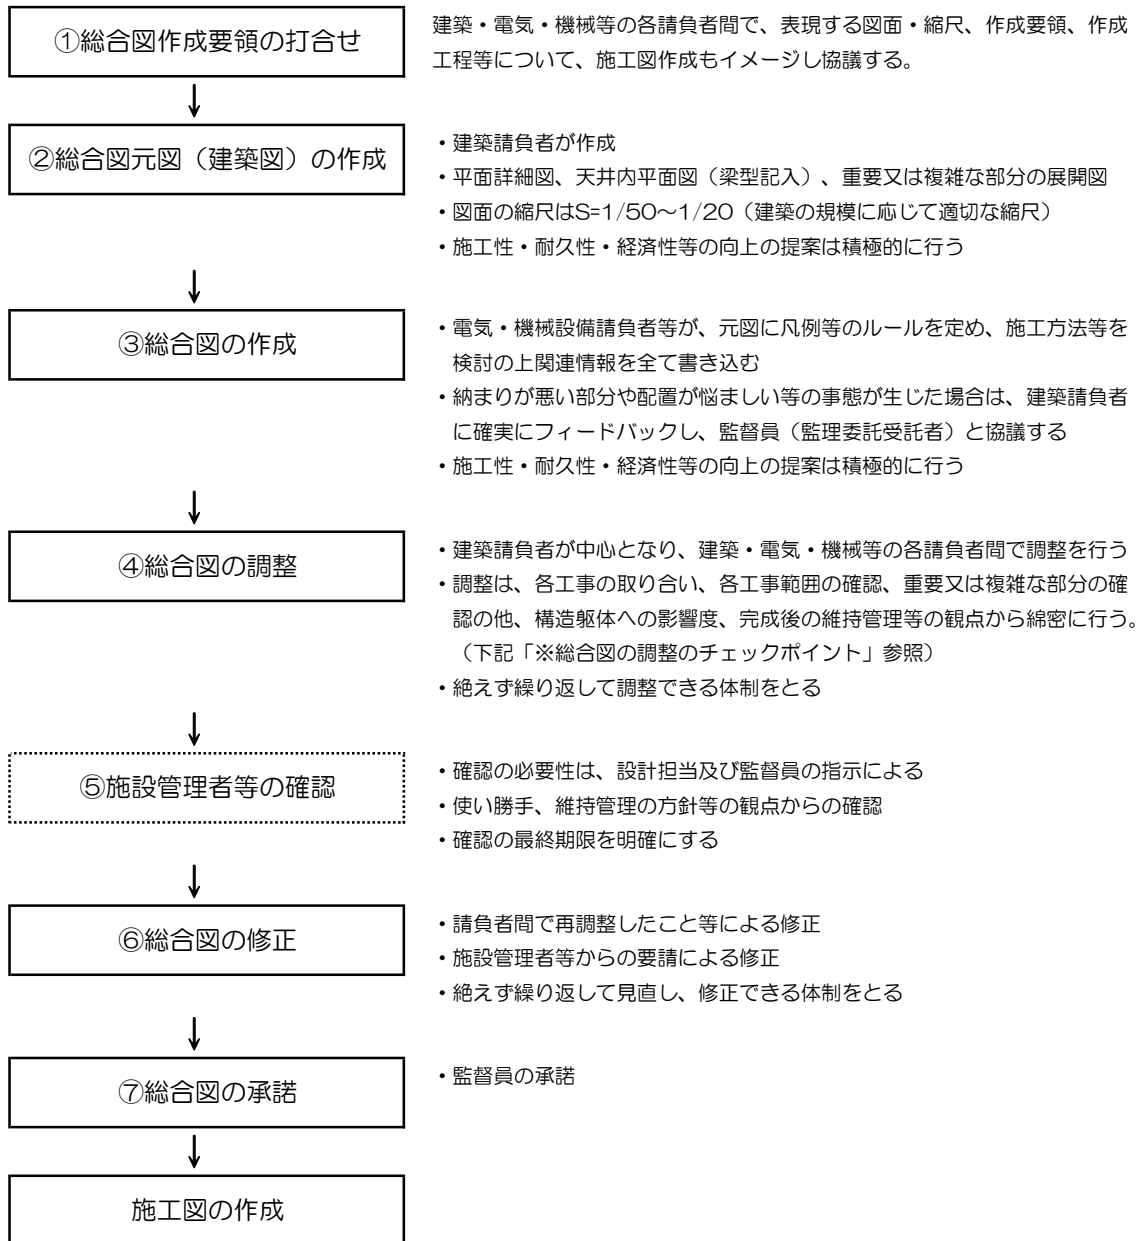 ①総合図作成要領の打合せ
建築・電気・機械等の各請負者間で、表現する図面・縮尺、作成要領、作成
工程等について、施工図作成もイメージし協議する。
②総合図元図(建築図)の作成
・建築請負者が作成
・平面詳細図、天井内平面図(梁型記入)、重要又は複雑な部分の展開図
・図面の縮尺はS=1/50~1/20(建築の規模に応じて適切な縮尺)
・施工性・耐久性・経済性等の向上の提案は積極的に行う
③総合図の作成
・電気・機械設備請負者等が、元図に凡例等のルールを定め、施工方法等を
検討の上関連情報を全て書き込む
・納まりが悪い部分や配置が悩ましい等の事態が生じた場合は、建築請負者
に確実にフィードバックし、監督員(監理委託受託者)と協議する
・施工性・耐久性・経済性等の向上の提案は積極的に行う
④総合図の調整
・建築請負者が中心となり、建築・電気・機械等の各請負者間で調整を行う
・調整は、各工事の取り合い、各工事範囲の確認、重要又は複雑な部分の確
認の他、構造躯体への影響度、完成後の維持管理等の観点から綿密に行う。
(下記「※総合図の調整のチェックポイント」参照)
・絶えず繰り返して調整できる体制をとる
⑤施設管理者等の確認
・確認の必要性は、設計担当及び監督員の指示による
・使い勝手、維持管理の方針等の観点からの確認
・確認の最終期限を明確にする
⑥総合図の修正
・請負者間で再調整したこと等による修正
・施設管理者等からの要請による修正
・絶えず繰り返して見直し、修正できる体制をとる
⑦総合図の承諾
・監督員の承諾
施工図の作成